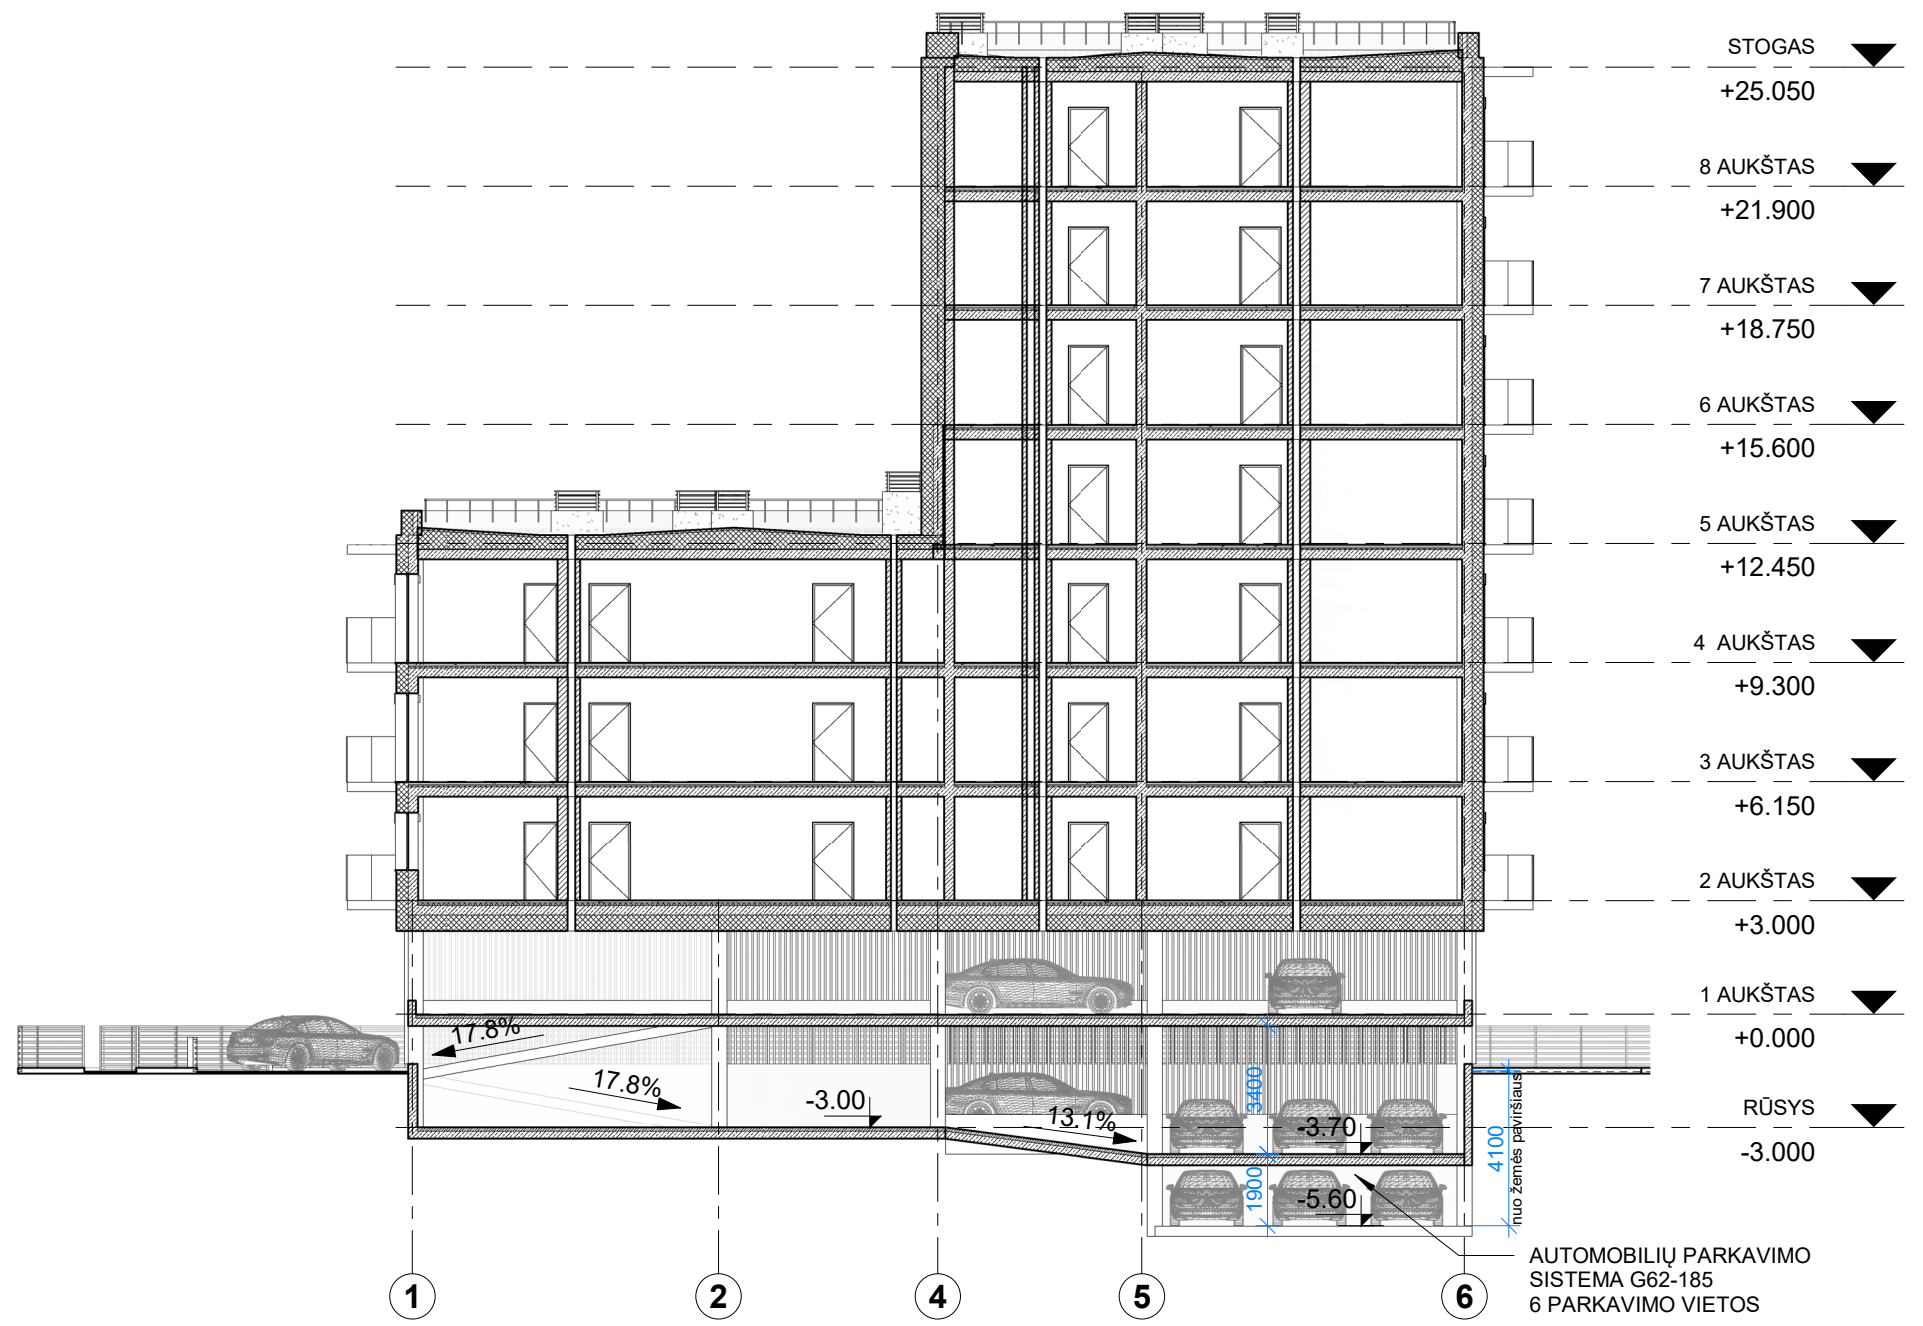 STOGAS
+25.050
8 AUKŠTAS
+21.900
7 AUKŠTAS
+18.750
6 AUKŠTAS
+15.600
5 AUKŠTAS
+12.450
4 AUKŠTAS
+9.300
3 AUKŠTAS
+6.150
2 AUKŠTAS
+3.000
1 AUKŠTAS
+0.000
RŪSYS
-3.000
17.8%
17.8%
-3.00
13.1%
3400
-3.70
1900
-5.60
4100
nuo žemės paviršiaus
AUTOMOBILIŲ PARKAVIMO
SISTEMA G62-185
6 PARKAVIMO VIETOS
1
2
4
5
6